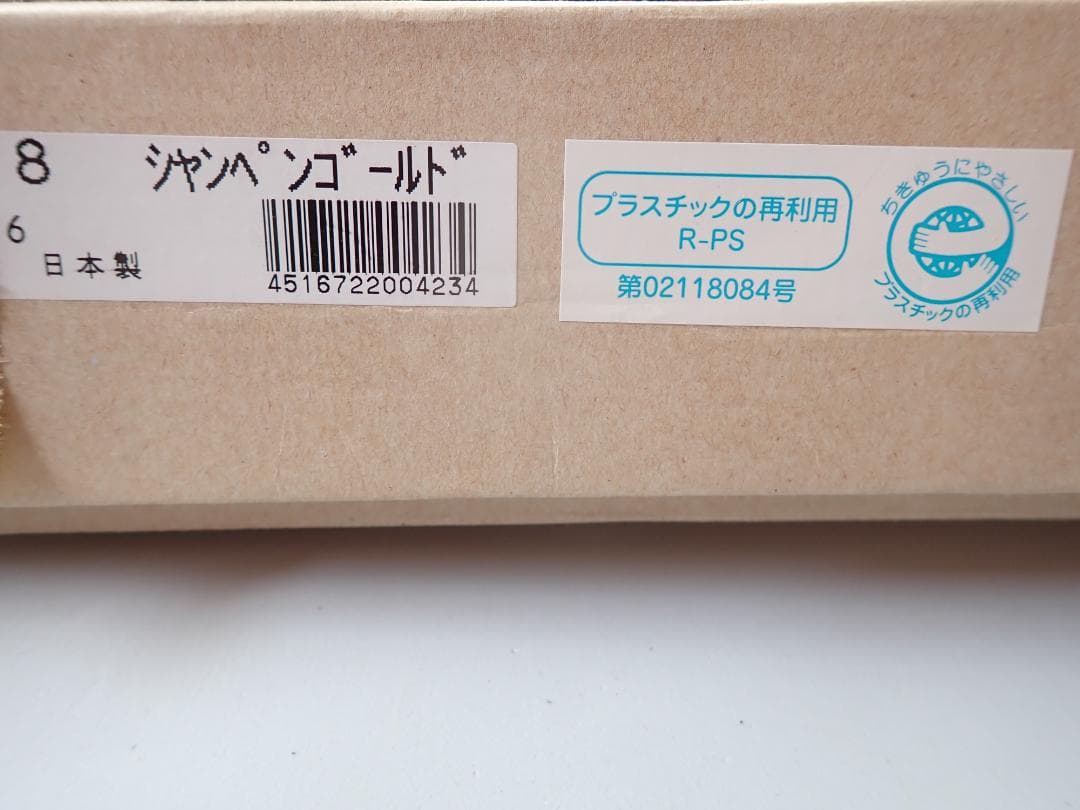 8 シャンペンゴールド
6
日本製
4516722004234
プラスチックの再利用
R-PS
第02118084号
ちきゅうにやさしい
プラスチックの再利用